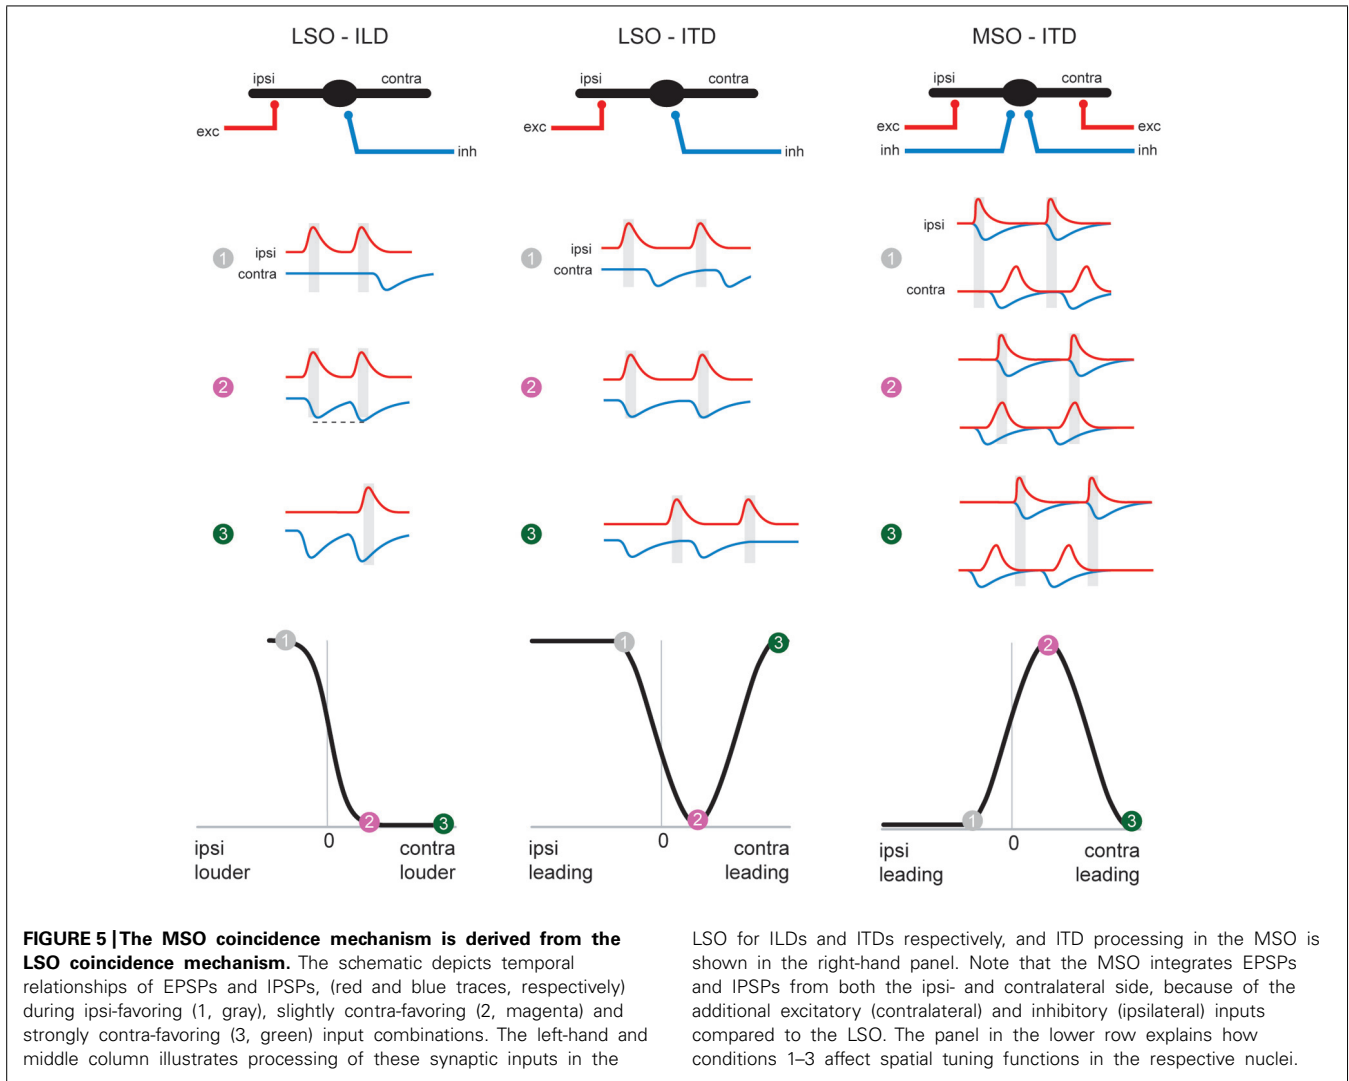 LSO - ILD
ipsi
contra
exc
inh
1
ipsi
contra
2
3
1
2
3
0
ipsi
louder
contra
louder
LSO - ITD
ipsi
contra
exc
inh
1
ipsi
contra
2
3
1
2
3
0
ipsi
leading
contra
leading
MSO - ITD
ipsi
contra
exc
exc
inh
inh
1
ipsi
contra
2
3
1
2
3
0
ipsi
leading
contra
leading
FIGURE 5 | The MSO coincidence mechanism is derived from the
LSO coincidence mechanism. The schematic depicts temporal
relationships of EPSPs and IPSPs, (red and blue traces, respectively)
during ipsi-favoring (1, gray), slightly contra-favoring (2, magenta) and
strongly contra-favoring (3, green) input combinations. The left-hand and
middle column illustrates processing of these synaptic inputs in the
LSO for ILDs and ITDs respectively, and ITD processing in the MSO is
shown in the right-hand panel. Note that the MSO integrates EPSPs
and IPSPs from both the ipsi- and contralateral side, because of the
additional excitatory (contralateral) and inhibitory (ipsilateral) inputs
compared to the LSO. The panel in the lower row explains how
conditions 1–3 affect spatial tuning functions in the respective nuclei.